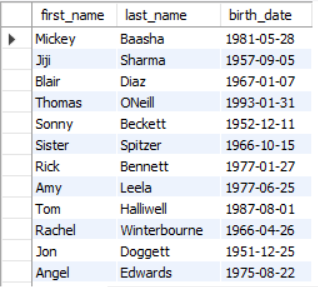 first_name last_name birth_date
Mickey Baasha 1981-05-28
Jiji Sharma 1957-09-05
Blair Diaz 1967-01-07
Thomas ONeill 1993-01-31
Sonny Beckett 1952-12-11
Sister Spitzer 1966-10-15
Rick Bennett 1977-01-27
Amy Leela 1977-06-25
Tom Halliwell 1987-08-01
Rachel Winterbourne 1966-04-26
Jon Doggett 1951-12-25
Angel Edwards 1975-08-22